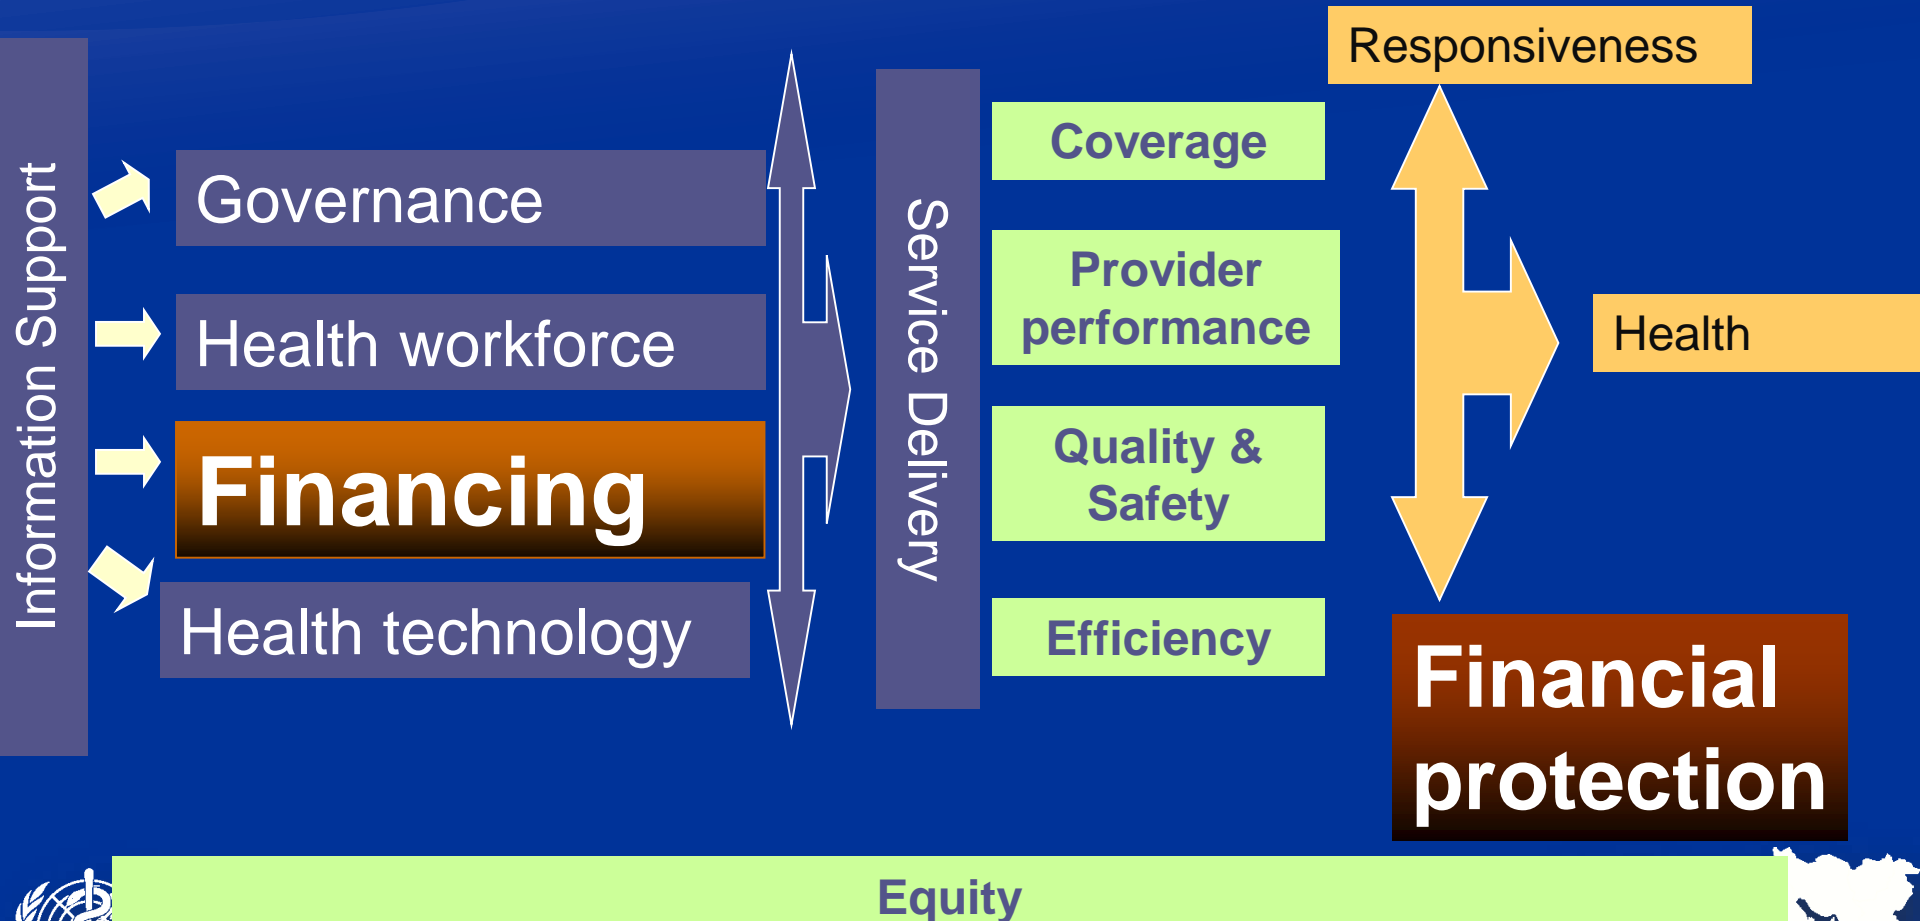 Information Support
Governance
Health workforce
Financing
Health technology
Service Delivery
Coverage
Provider
performance
Quality &
Safety
Efficiency
Responsiveness
Health
Financial
protection
Equity